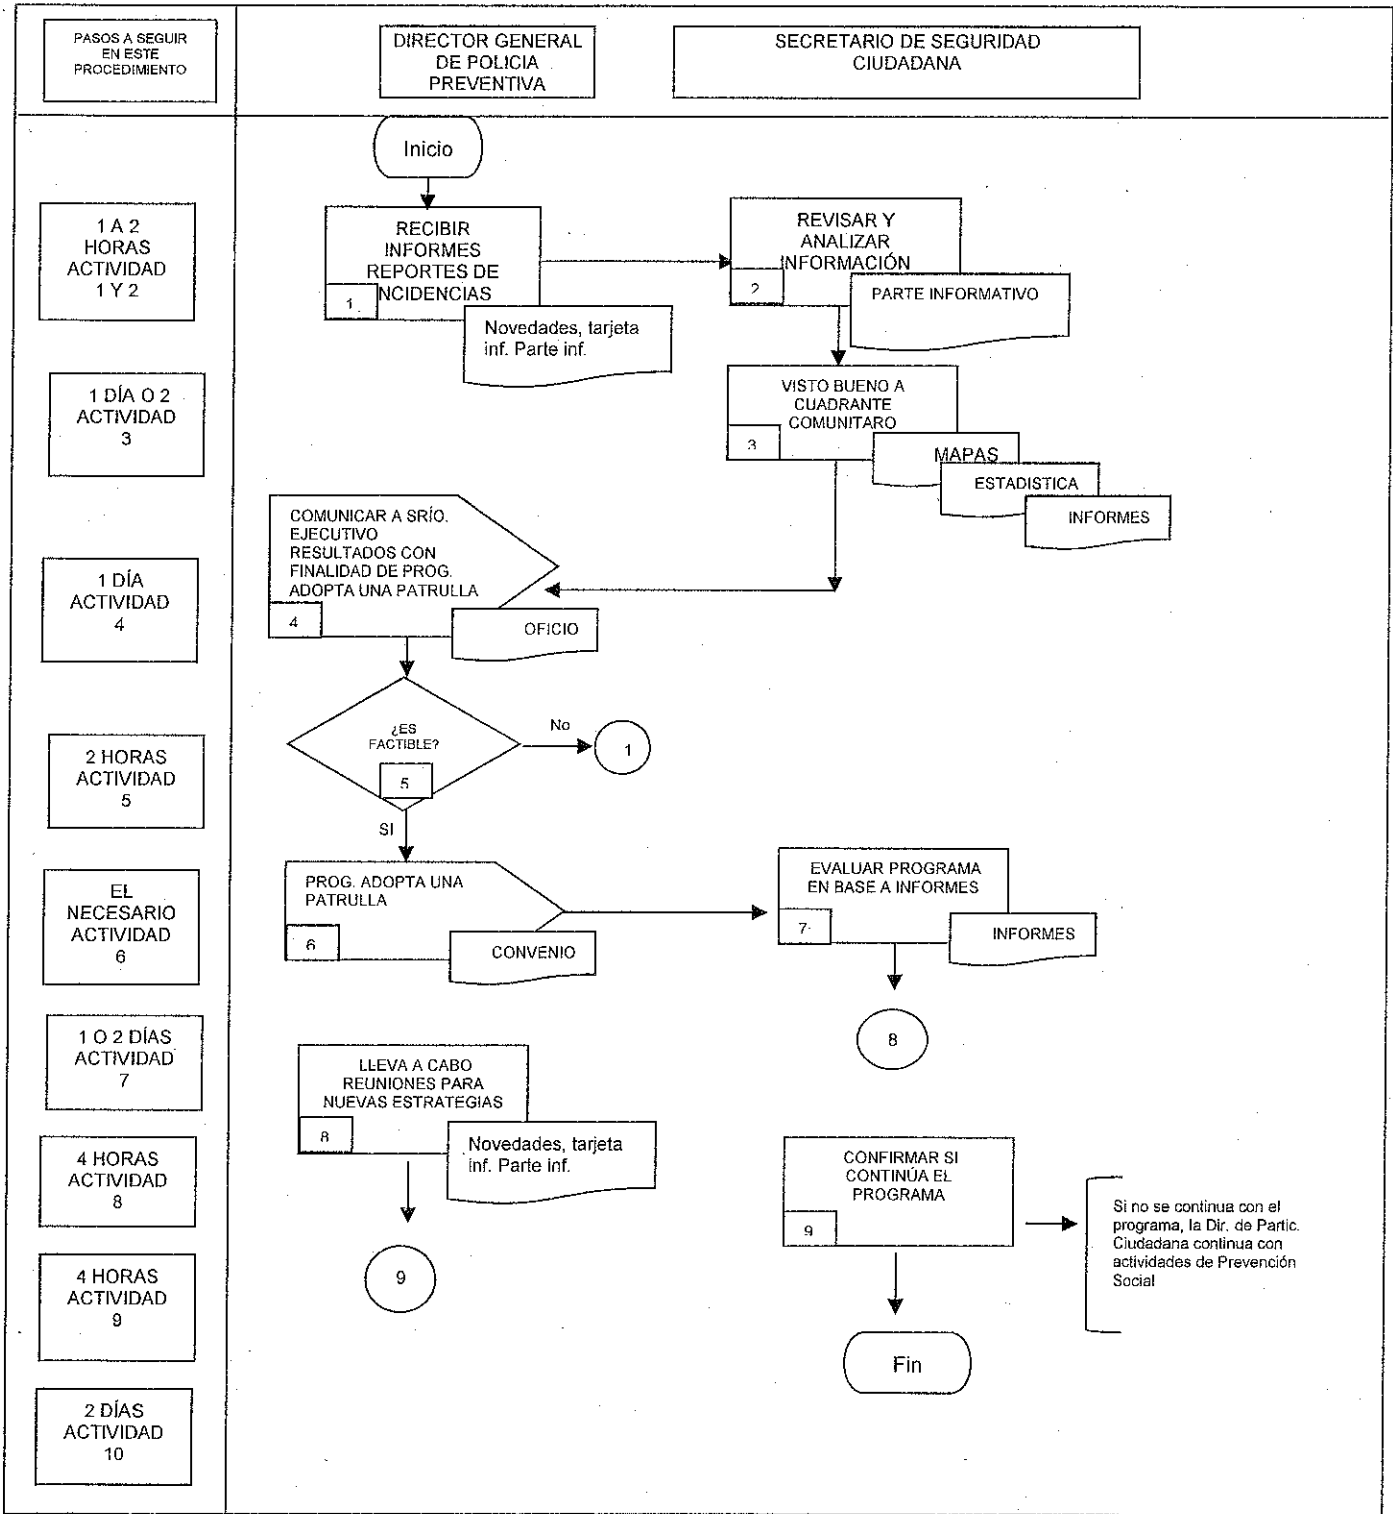 PASOS A SEGUIR
EN ESTE
PROCEDIMIENTO
DIRECTOR GENERAL
DE POLICIA
PREVENTIVA
SECRETARIO DE SEGURIDAD
CIUDADANA
Inicio
1 A 2
HORAS
ACTIVIDAD
1 Y 2
RECIBIR
INFORMES
REPORTES DE
INCIDENCIAS
1
Novedades, tarjeta
inf. Parte inf.
REVISAR Y
ANALIZAR
INFORMACIÓN
2
PARTE INFORMATIVO
1 DÍA O 2
ACTIVIDAD
3
VISTO BUENO A
CUADRANTE
COMUNITARO
3
MAPAS
ESTADISTICA
INFORMES
1 DÍA
ACTIVIDAD
4
COMUNICAR A SRÍO.
EJECUTIVO
RESULTADOS CON
FINALIDAD DE PROG.
ADOPTA UNA PATRULLA
4
OFICIO
2 HORAS
ACTIVIDAD
5
¿ES
FACTIBLE?
5
No
1
SI
EL
NECESARIO
ACTIVIDAD
6
PROG. ADOPTA UNA
PATRULLA
6
CONVENIO
EVALUAR PROGRAMA
EN BASE A INFORMES
7
INFORMES
8
1 O 2 DÍAS
ACTIVIDAD
7
LLEVA A CABO
REUNIONES PARA
NUEVAS ESTRATEGIAS
8
Novedades, tarjeta
inf. Parte inf.
4 HORAS
ACTIVIDAD
8
9
CONFIRMAR SI
CONTINÚA EL
PROGRAMA
9
Si no se continua con el
programa, la Dir. de Partic.
Ciudadana continua con
actividades de Prevención
Social
4 HORAS
ACTIVIDAD
9
Fin
2 DÍAS
ACTIVIDAD
10